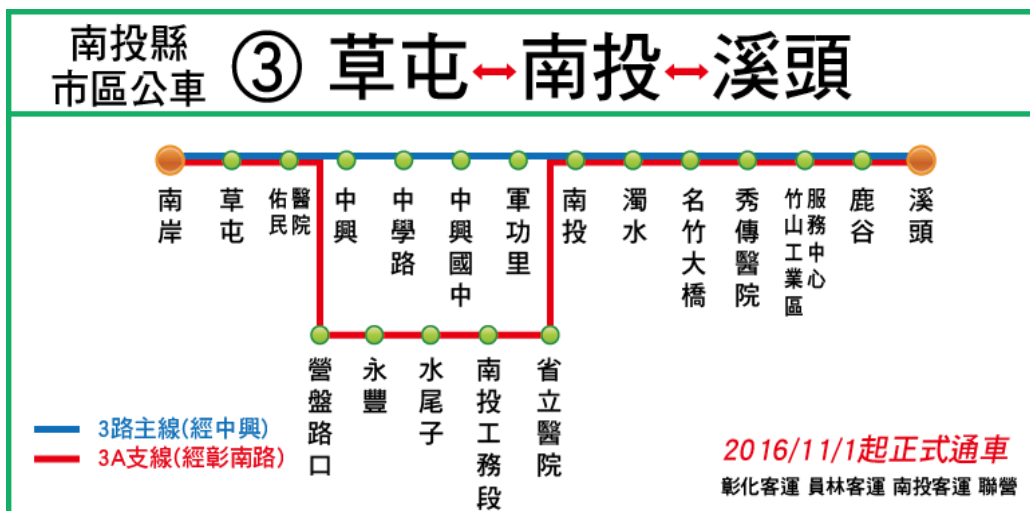 南投縣
市區公車
③ 草屯↔南投↔溪頭
南岸
草屯
佑民醫院
中興
中學路
中興國中
軍功里
南投
濁水
名竹大橋
秀傳醫院
竹山工業區服務中心
鹿谷
溪頭
營盤路口
永豐
水尾子
南投工務段
省立醫院
3路主線(經中興)
3A支線(經彰南路)
2016/11/1起正式通車
彰化客運 員林客運 南投客運 聯營